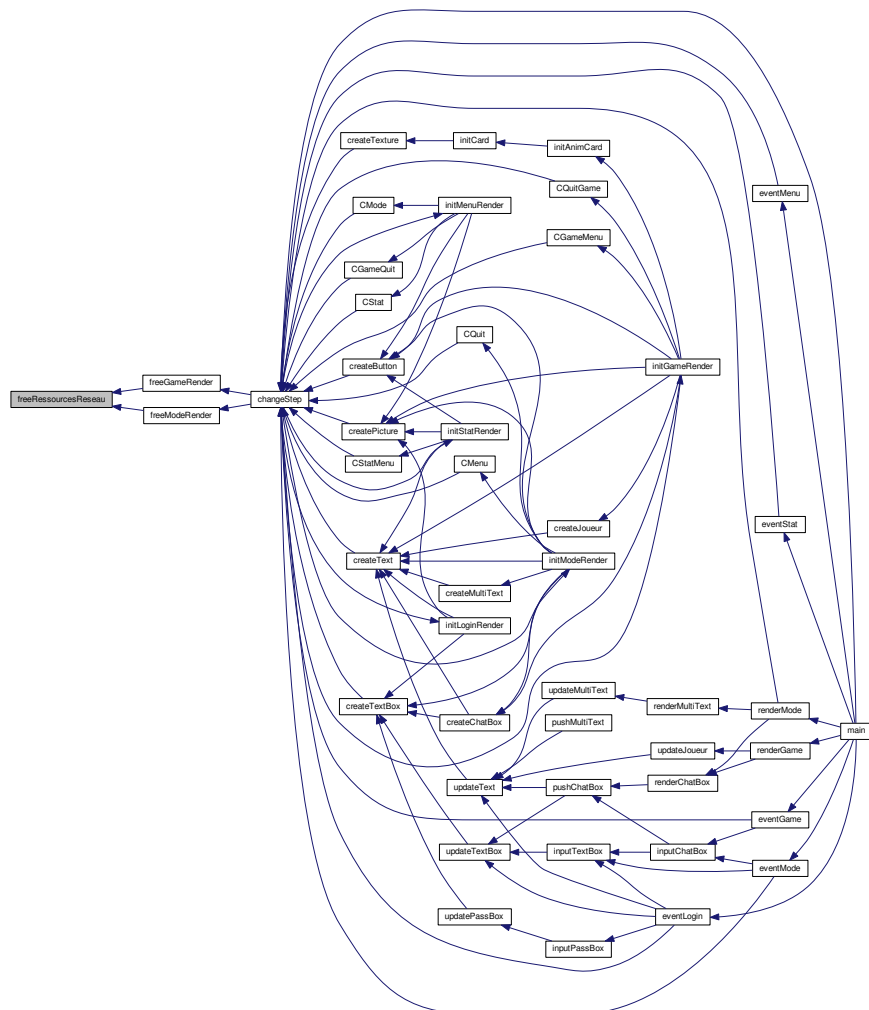 eventMenu
createTexture
initCard
initAnimCard
CQuitGame
CMode
initMenuRender
CGameMenu
CGameQuit
CStat
CQuit
createButton
initGameRender
freeGameRender
freeRessourcesReseau
changeStep
freeModeRender
createPicture
initStatRender
CStatMenu
CMenu
eventStat
createJoueur
createText
initModeRender
createMultiText
initLoginRender
createTextBox
updateMultiText
renderMultiText
renderMode
createChatBox
pushMultiText
main
updateJoueur
renderGame
updateText
pushChatBox
renderChatBox
eventGame
updateTextBox
inputTextBox
inputChatBox
eventMode
updatePassBox
eventLogin
inputPassBox